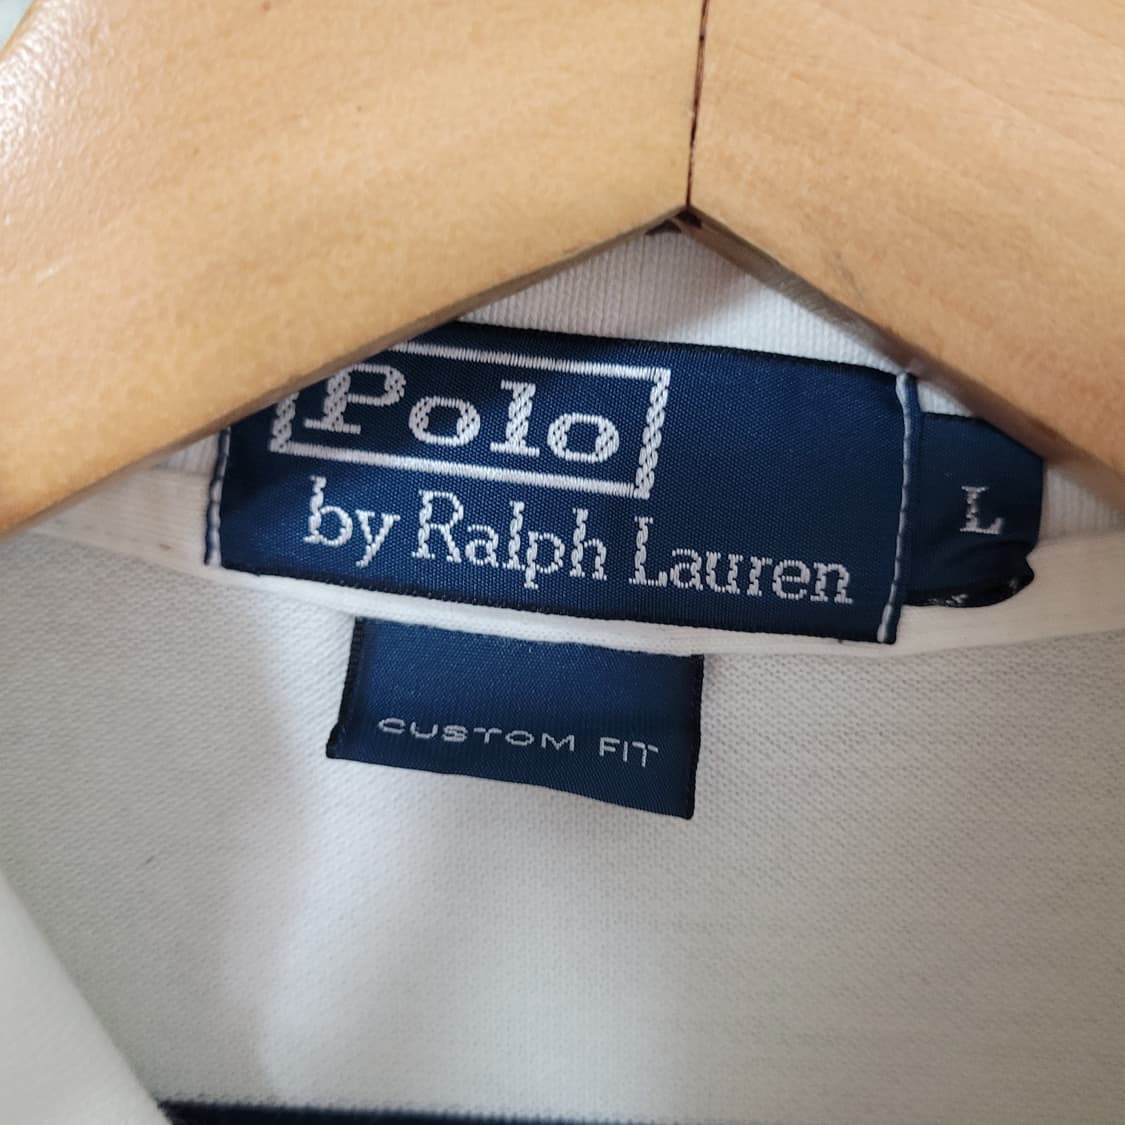 Polo
by Ralph Lauren
L
CUSTOM FIT